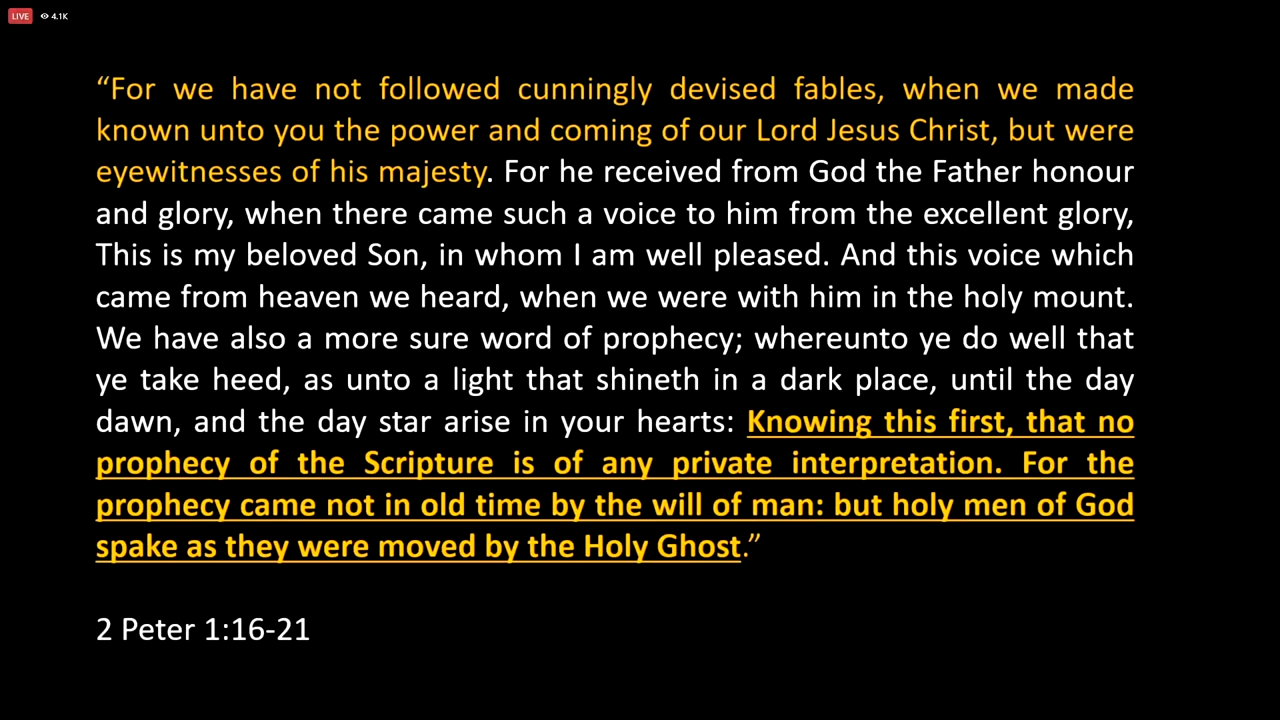 LIVE 4.1K
“For we have not followed cunningly devised fables, when we made
known unto you the power and coming of our Lord Jesus Christ, but were
eyewitnesses of his majesty. For he received from God the Father honour
and glory, when there came such a voice to him from the excellent glory,
This is my beloved Son, in whom I am well pleased. And this voice which
came from heaven we heard, when we were with him in the holy mount.
We have also a more sure word of prophecy; whereunto ye do well that
ye take heed, as unto a light that shineth in a dark place, until the day
dawn, and the day star arise in your hearts: Knowing this first, that no
prophecy of the Scripture is of any private interpretation. For the
prophecy came not in old time by the will of man: but holy men of God
spake as they were moved by the Holy Ghost.”
2 Peter 1:16-21